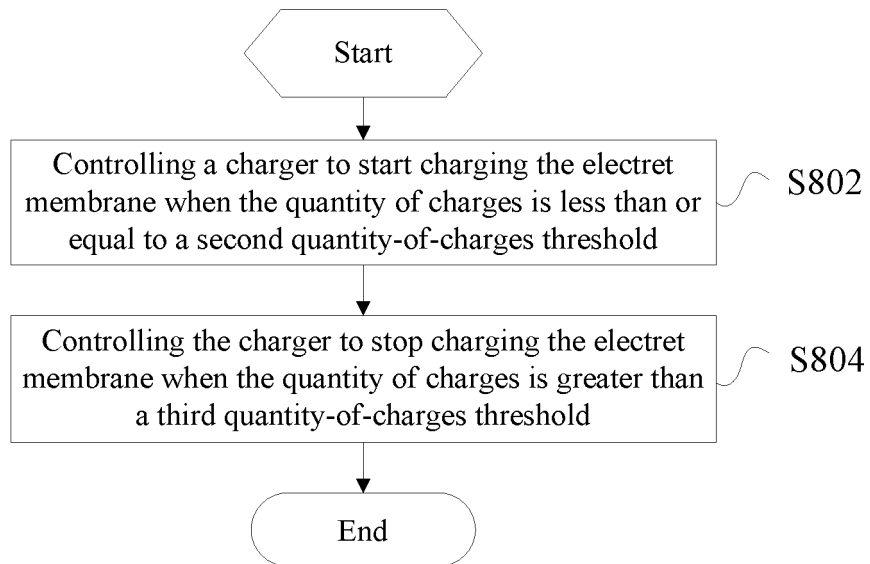 Start
Controlling a charger to start charging the electret
membrane when the quantity of charges is less than or
equal to a second quantity-of-charges threshold
S802
Controlling the charger to stop charging the electret
membrane when the quantity of charges is greater than
a third quantity-of-charges threshold
S804
End